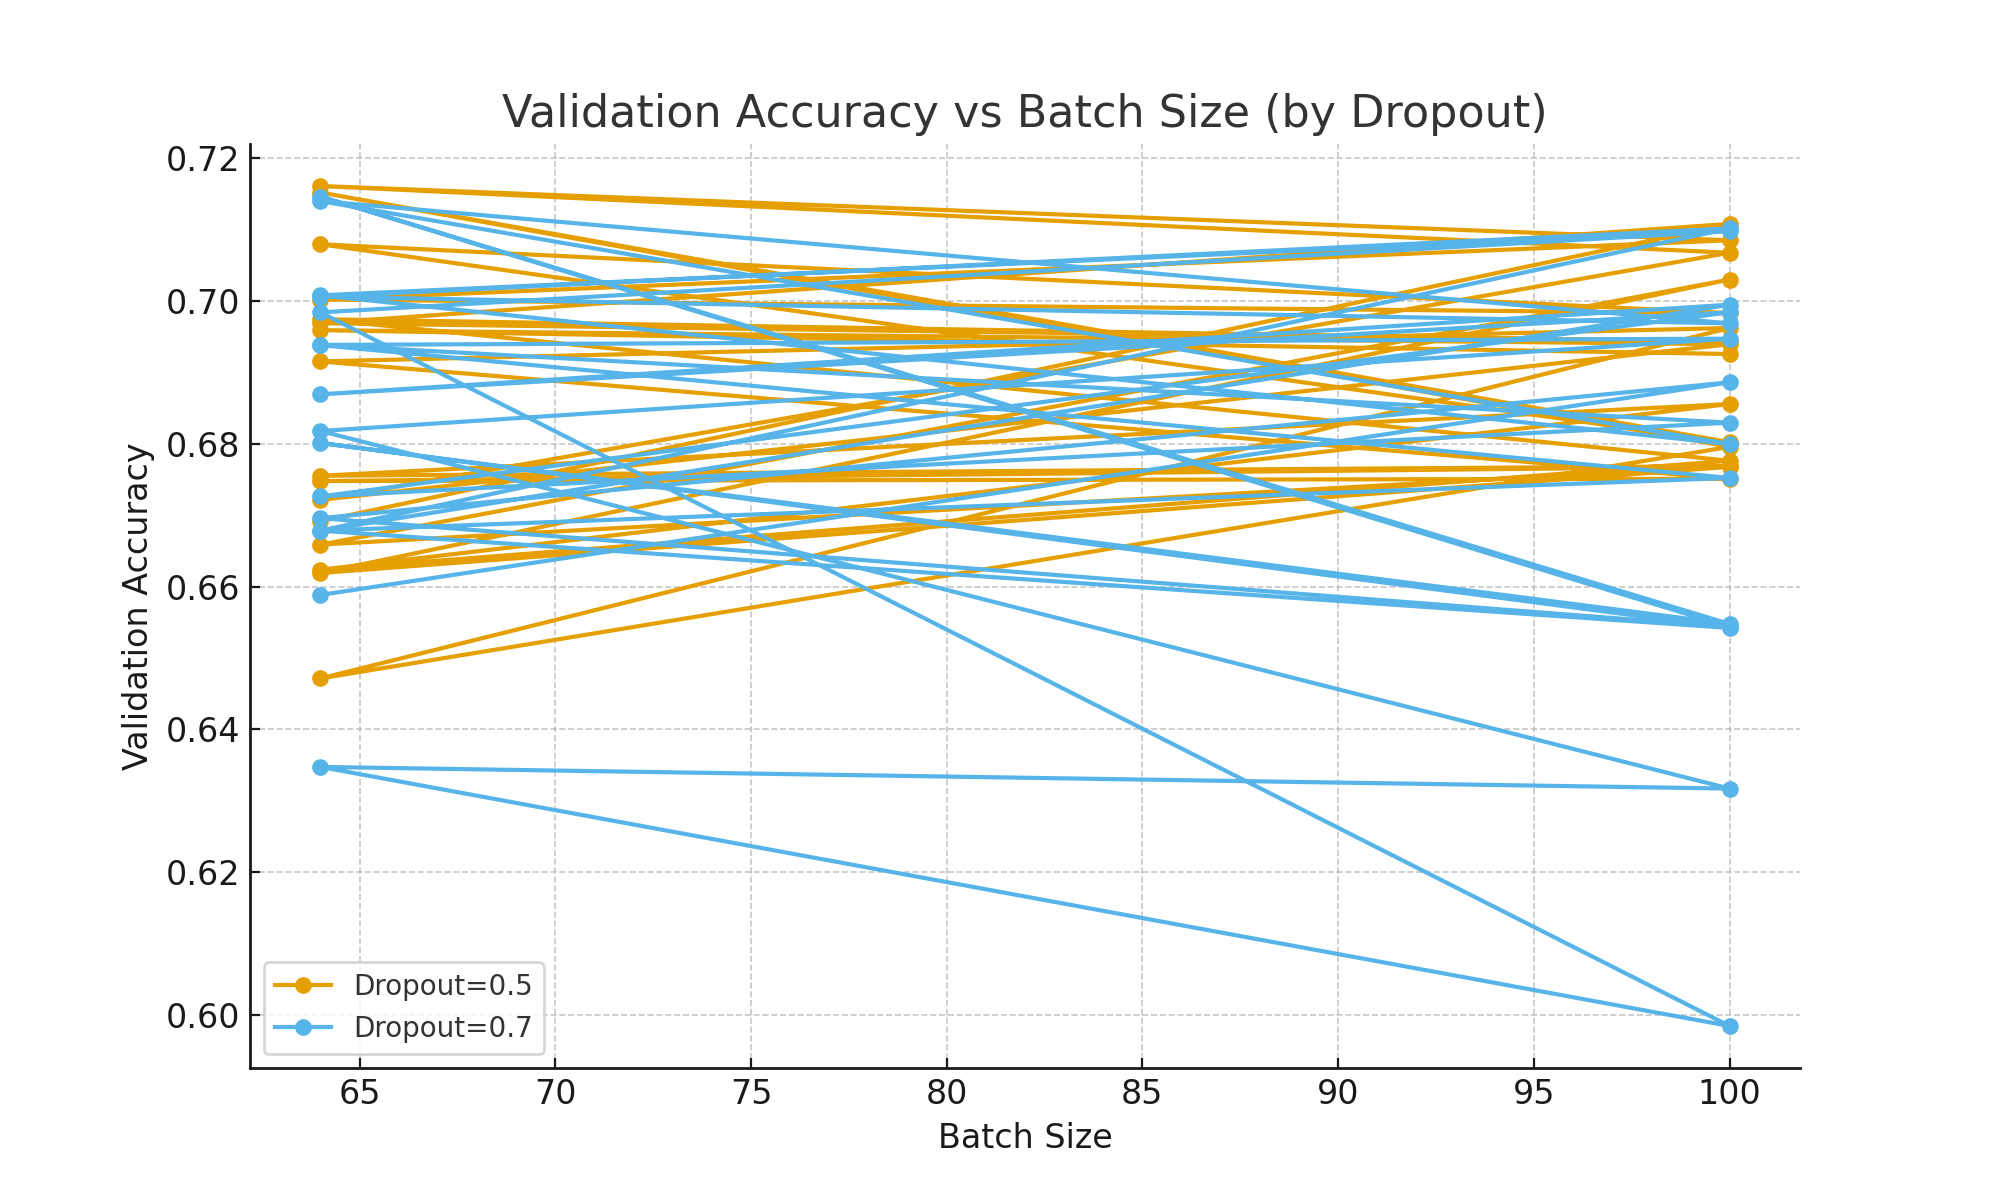 Validation Accuracy vs Batch Size (by Dropout)
Validation Accuracy
0.72
0.70
0.68
0.66
0.64
0.62
0.60
Dropout=0.5
Dropout=0.7
65 70 75 80 85 90 95 100
Batch Size